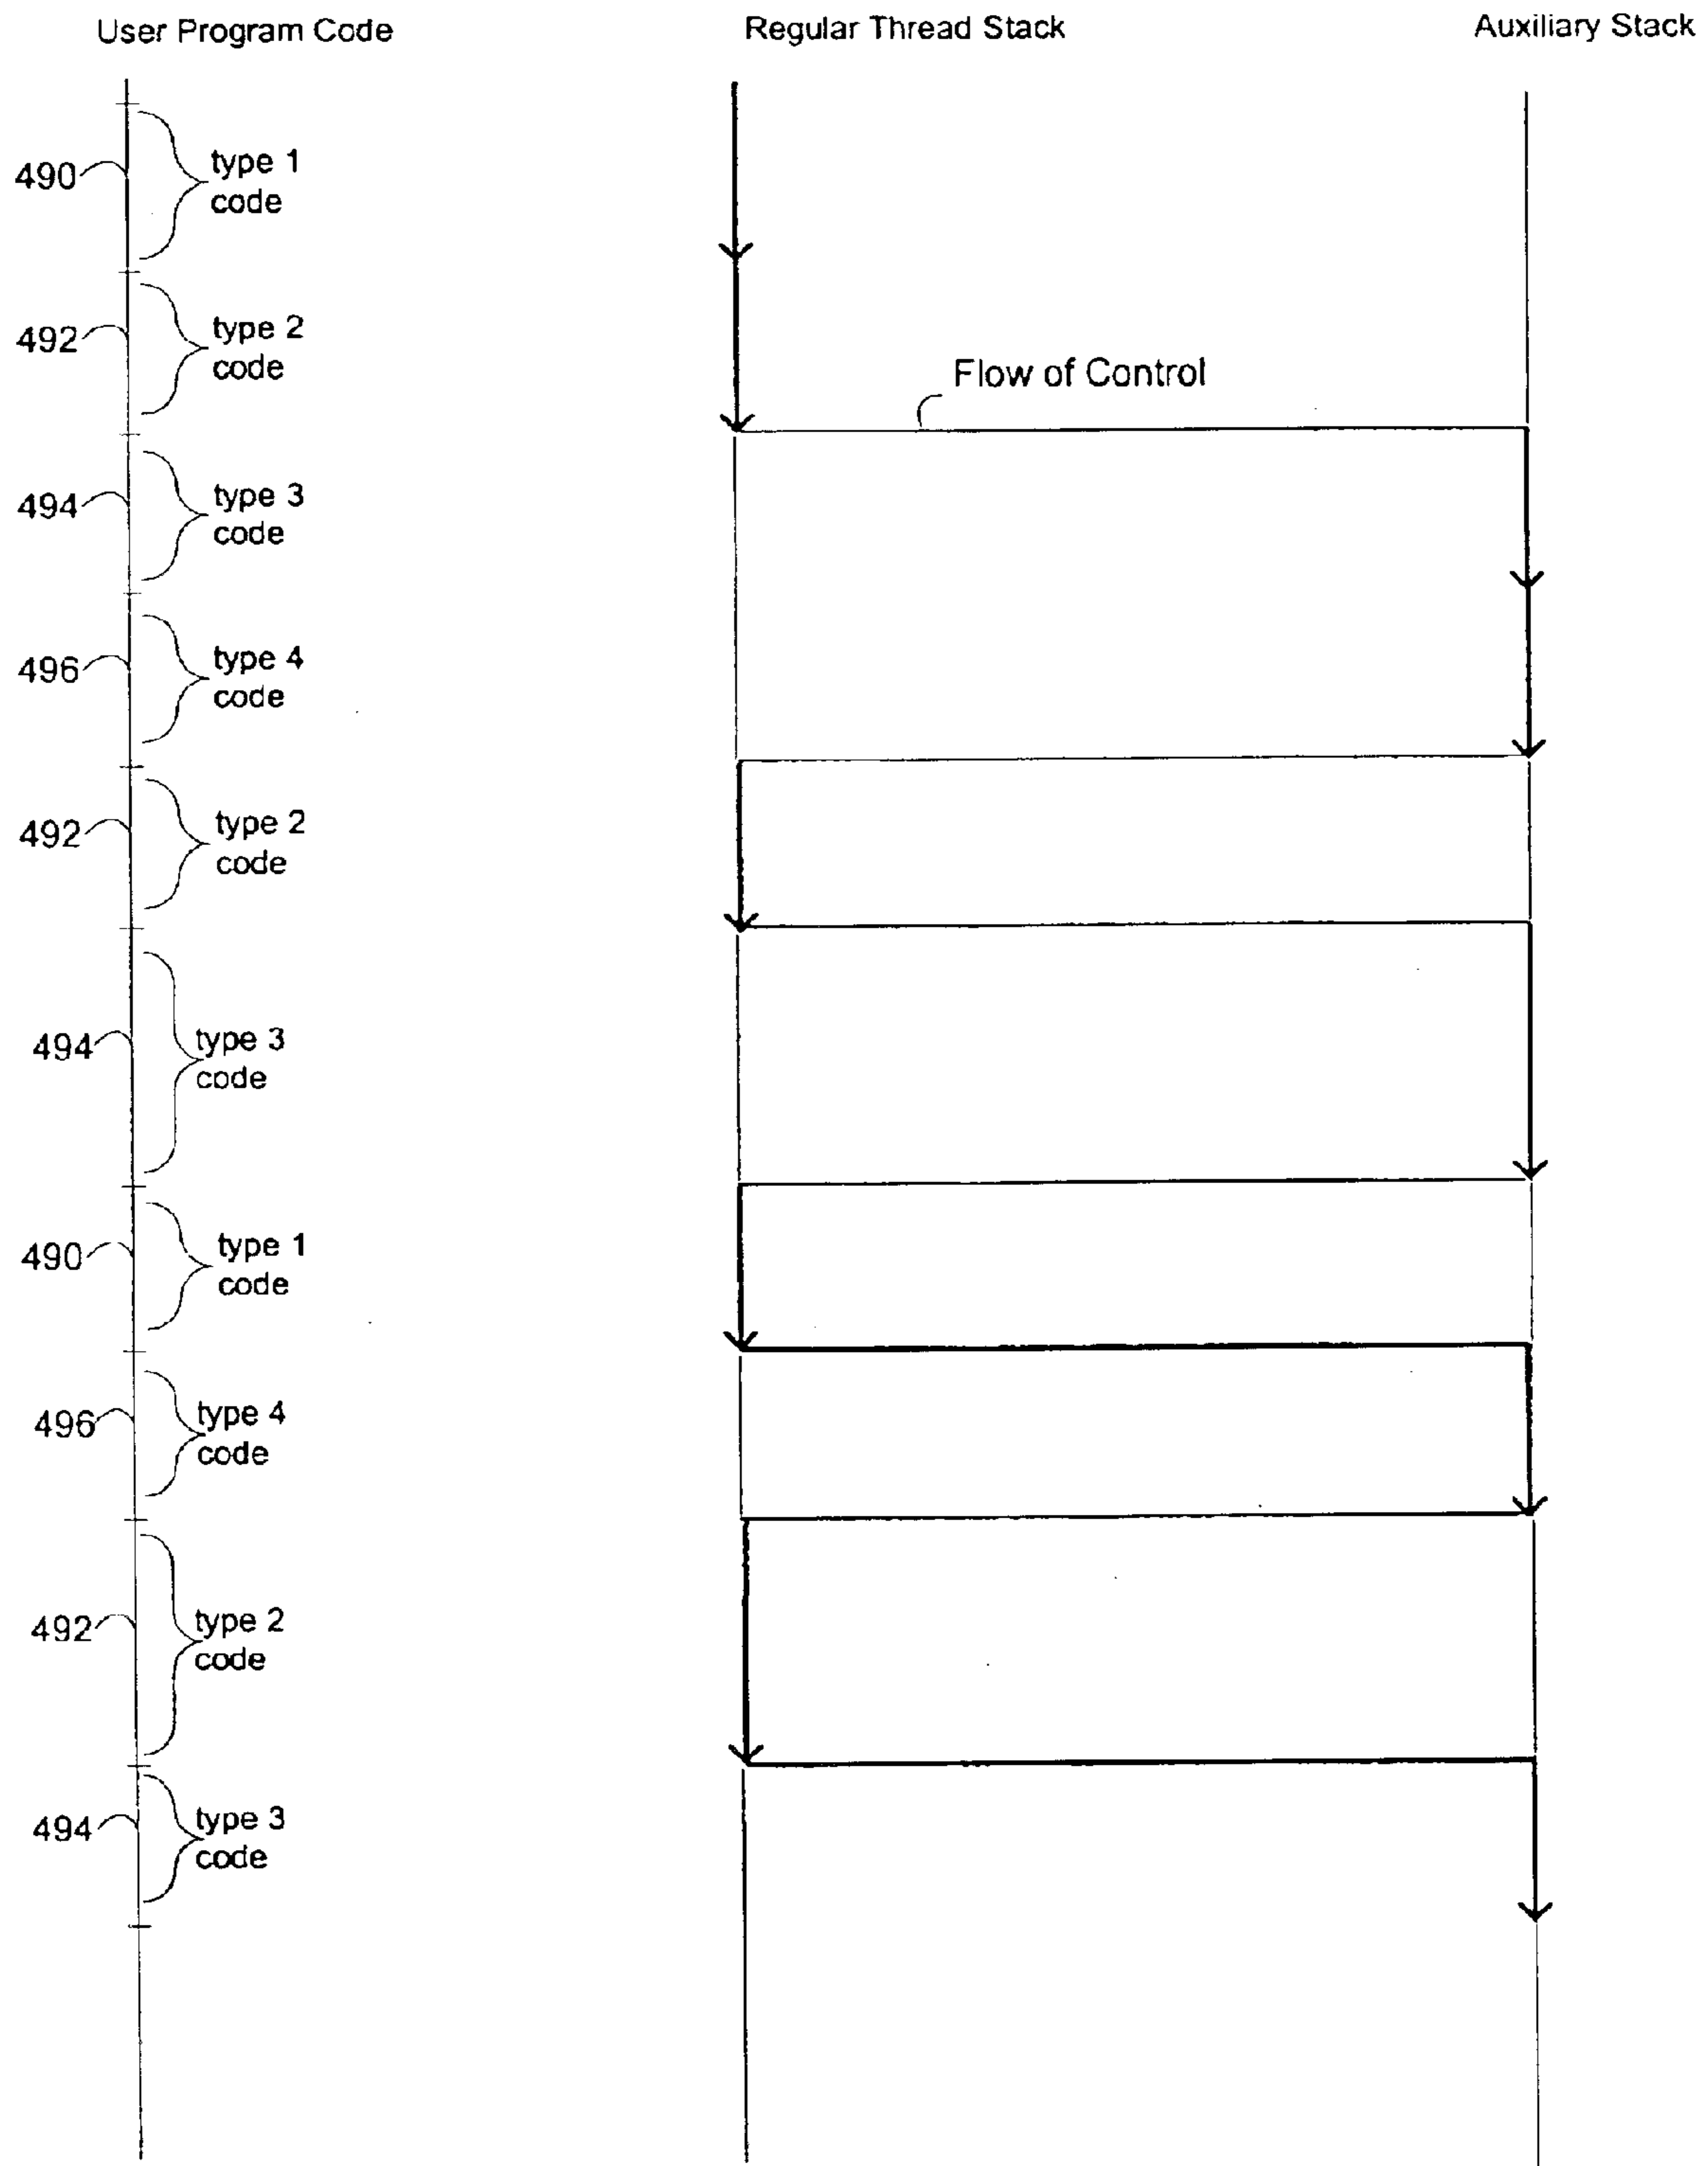 User Program Code
Regular Thread Stack
Auxiliary Stack
490
type 1
code
492
type 2
code
Flow of Control
494
type 3
code
496
type 4
code
492
type 2
code
494
type 3
code
490
type 1
code
496
type 4
code
492
type 2
code
494
type 3
code